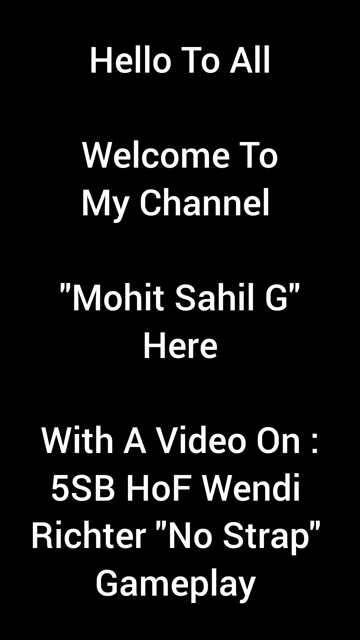 Hello To All
Welcome To
My Channel
"Mohit Sahil G"
Here
With A Video On :
5SB HoF Wendi
Richter "No Strap"
Gameplay